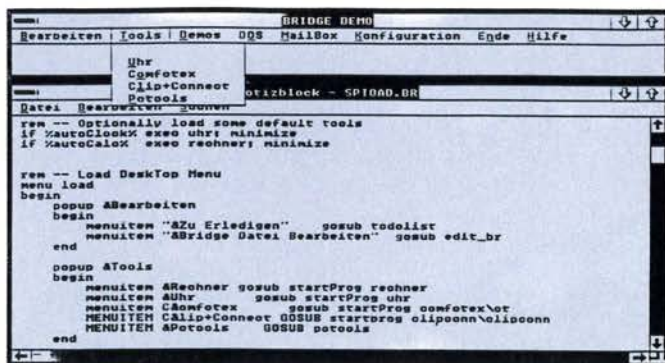 BRIDGE DEMO
Bearbeiten Tools Demos DOS MailBox Konfiguration Ende Hilfe
Uhr
Comfotex
Clip+Connect
Potools
otizblock - SPIOAD.BR
Datei Bearbeiten
rem -- Optionally load some default tools
if %autoClock% exec uhr; minimize
if %autoCalc% exec rechner; minimize
rem -- Load DeskTop Menu
menu load
begin
popup &Bearbeiten
begin
menuitem "&Zu Erledigen" gosub todolist
menuitem "&Bridge Datei Bearbeiten" gosub edit_br
end
popup &Tools
begin
menuitem &Rechner gosub startProg rechner
menuitem &Uhr gosub startProg uhr
menuitem C&omfotex gosub startProg comfotex\ct
MENUITEM C&lip+Connect GOSUB startprog clipconn\clipconn
MENUITEM &Potools GOSUB potools
end